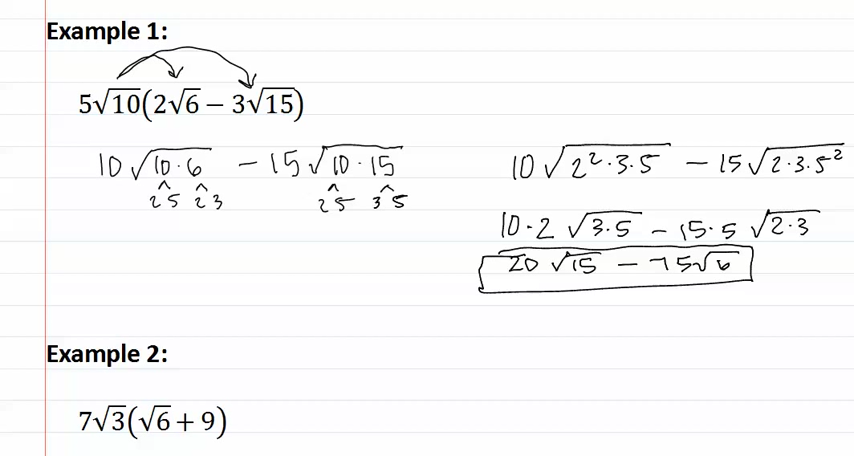 Example 1:
5√10(2√6 − 3√15)
10√10·6 − 15√10·15
2 5 2 3 2 5 3 5
10√2²·3·5 − 15√2·3·5²
10·2 √3·5 − 15·5 √2·3
20 √15 − 75√6
Example 2:
7√3(√6 + 9)